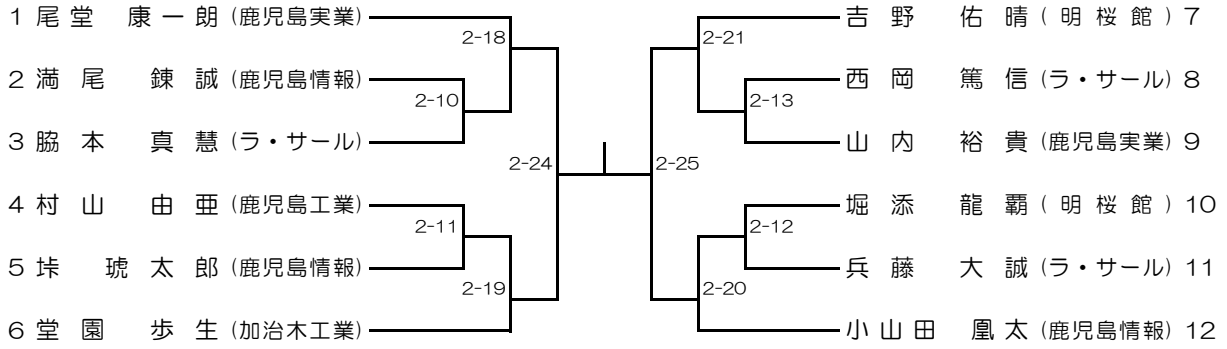 1 尾堂 康一朗 (鹿児島実業)
吉野 佑晴 (明桜館) 7
2-18
2-21
2 満尾 錬誠 (鹿児島情報)
西岡 篤信 (ラ・サール) 8
2-10
2-13
3 脇本 真慧 (ラ・サール)
山内 裕貴 (鹿児島実業) 9
2-24
2-25
4 村山 由亜 (鹿児島工業)
堀添 龍覇 (明桜館) 10
2-11
2-12
5 垰 琥太郎 (鹿児島情報)
兵藤 大誠 (ラ・サール) 11
2-19
2-20
6 堂園 歩生 (加治木工業)
小山田 凰太 (鹿児島情報) 12